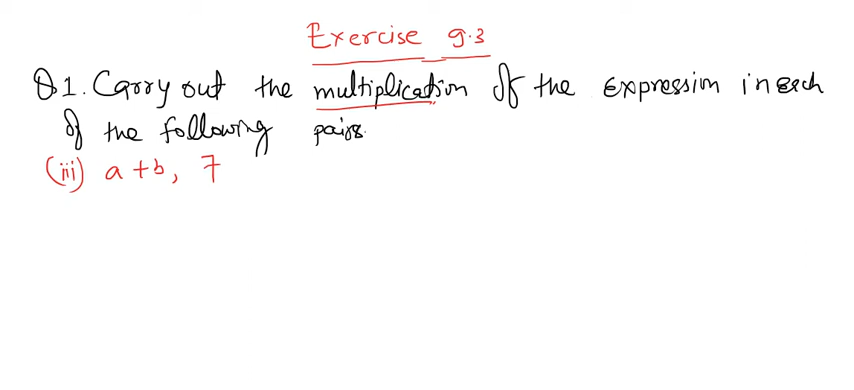 Exercise 9.3
Q1. Carry out the multiplication of the expression in each
of the following pairs.
(iii) a+b, 7